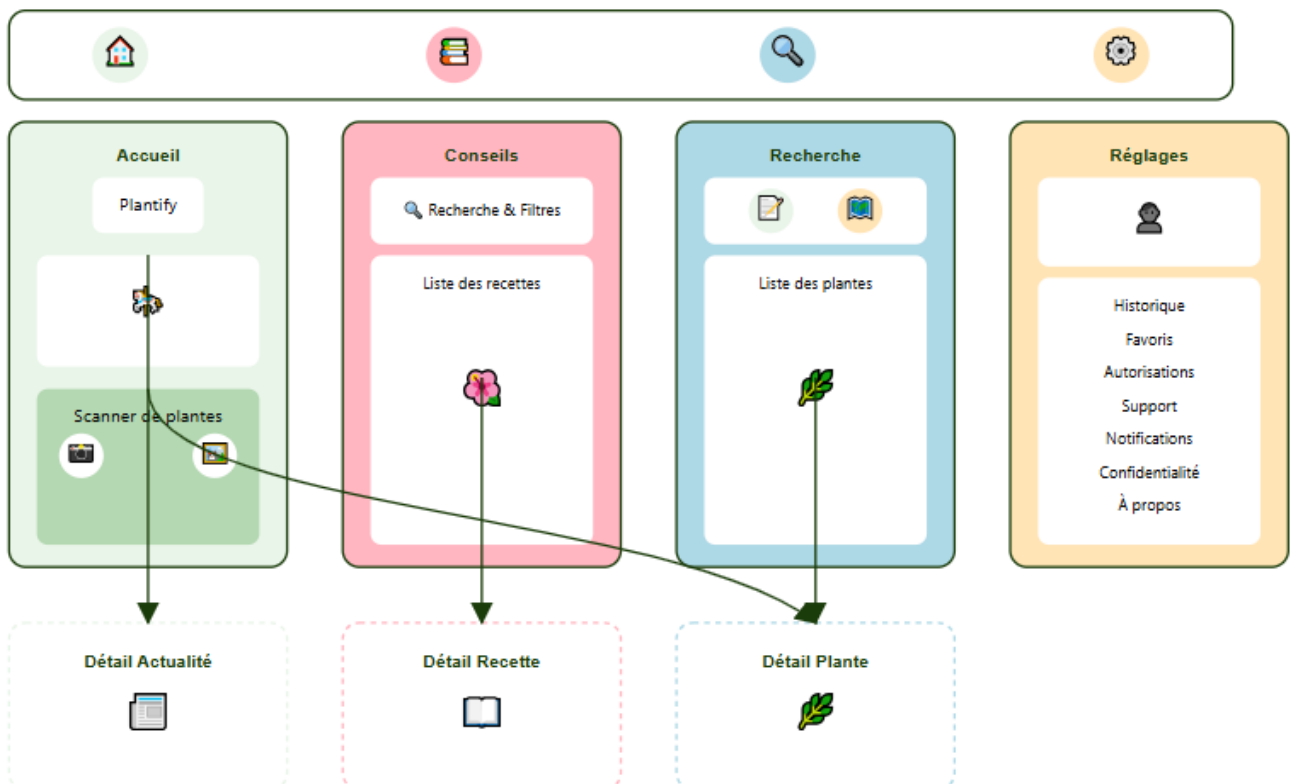 Accueil
Plantify
Scanner de plantes
Conseils
Recherche & Filtres
Liste des recettes
Recherche
Liste des plantes
Réglages
Historique
Favoris
Autorisations
Support
Notifications
Confidentialité
À propos
Détail Actualité
Détail Recette
Détail Plante